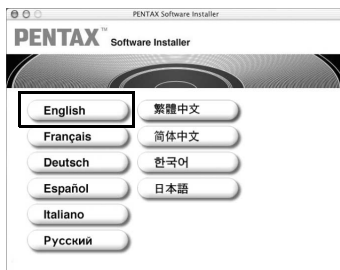 PENTAX Software Installer
PENTAX™ Software Installer
English
Français
Deutsch
Español
Italiano
Русский
繁體中文
简体中文
한국어
日本語